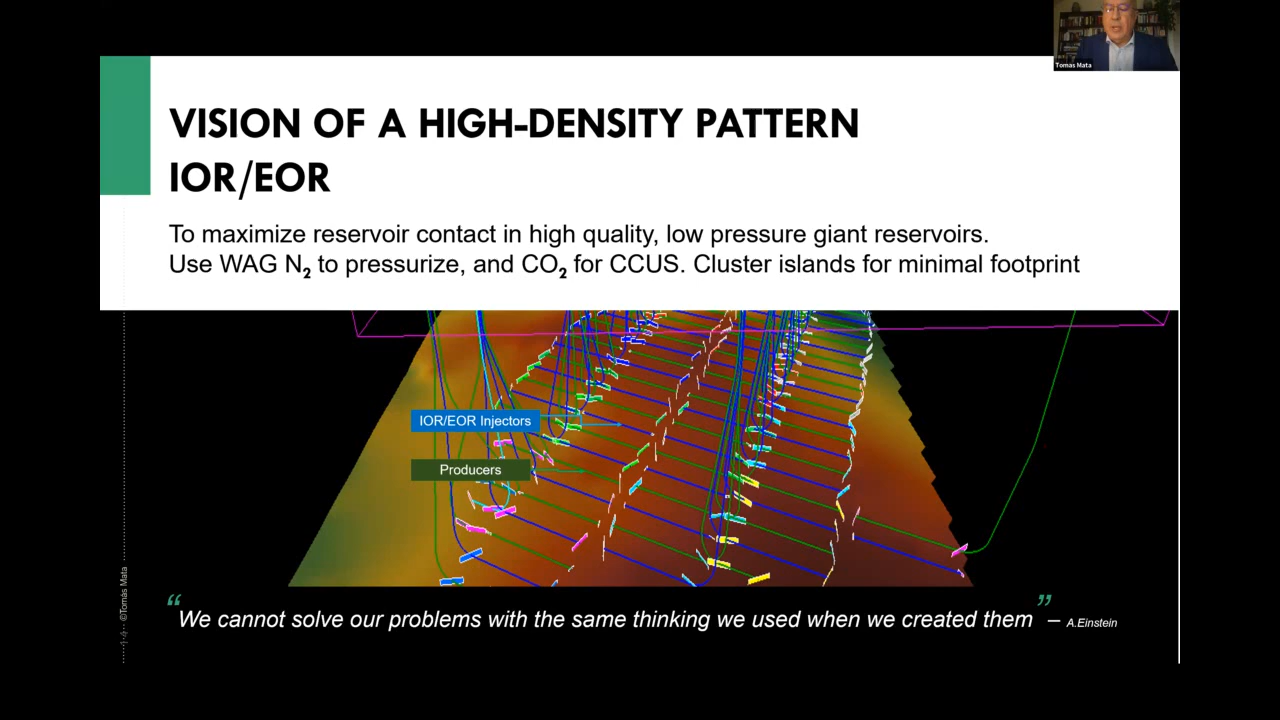 Tomas Mata
VISION OF A HIGH-DENSITY PATTERN
IOR/EOR
To maximize reservoir contact in high quality, low pressure giant reservoirs.
Use WAG N₂ to pressurize, and CO₂ for CCUS. Cluster islands for minimal footprint
IOR/EOR Injectors
Producers
©Tomás Mata
“We cannot solve our problems with the same thinking we used when we created them” – A.Einstein